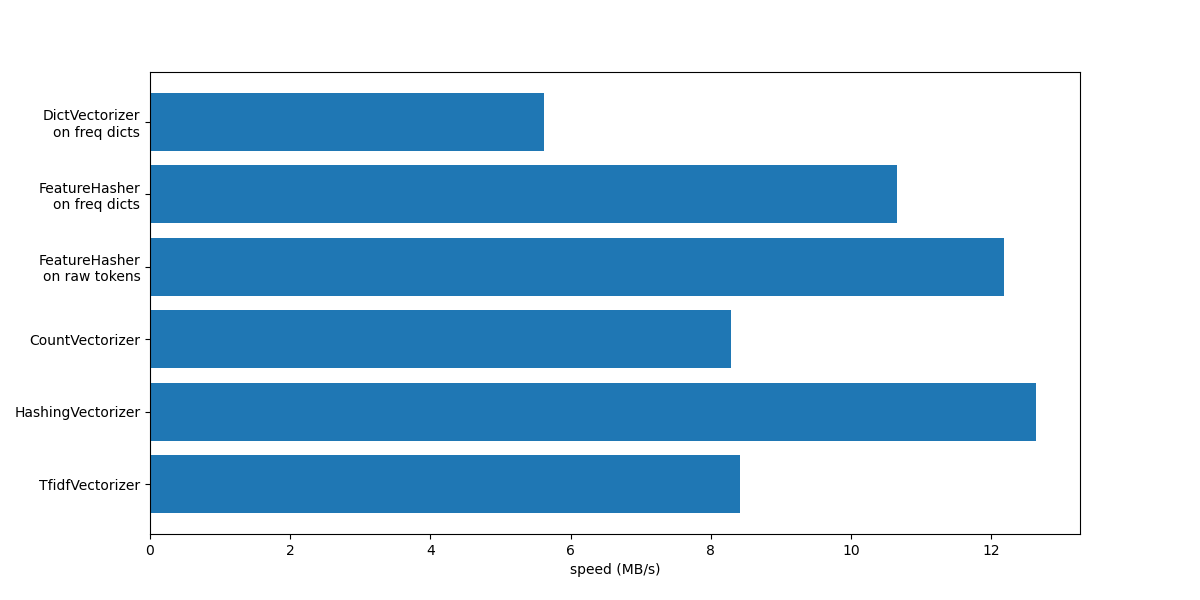 DictVectorizer
on freq dicts
FeatureHasher
on freq dicts
FeatureHasher
on raw tokens
CountVectorizer
HashingVectorizer
TfidfVectorizer
0 2 4 6 8 10 12
speed (MB/s)